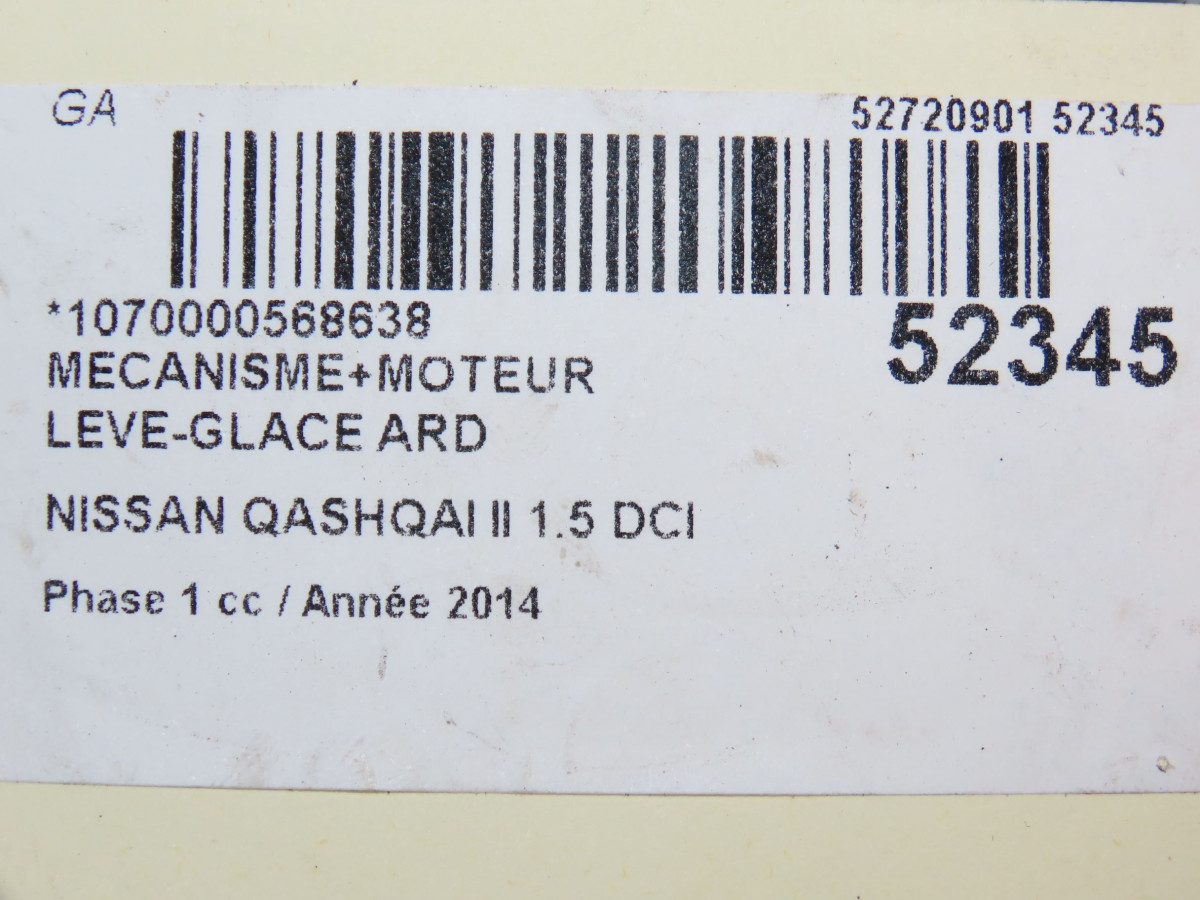 GA
52720901 52345
*1070000568638
52345
MECANISME+MOTEUR
LEVE-GLACE ARD
NISSAN QASHQAI II 1.5 DCI
Phase 1 cc / Année 2014